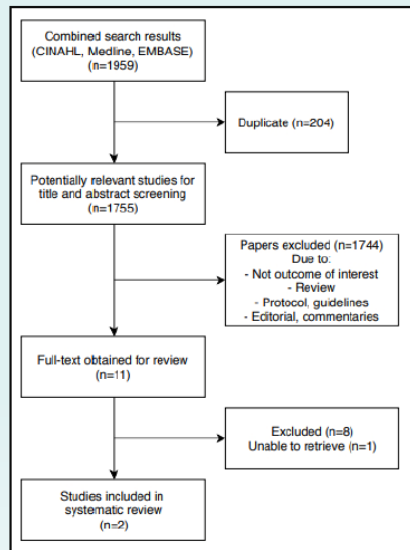 Combined search results
(CINAHL, Medline, EMBASE)
(n=1959)
Duplicate (n=204)
Potentially relevant studies for
title and abstract screening
(n=1755)
Papers excluded (n=1744)
Due to:
- Not outcome of interest
- Review
- Protocol, guidelines
- Editorial, commentaries
Full-text obtained for review
(n=11)
Excluded (n=8)
Unable to retrieve (n=1)
Studies included in
systematic review
(n=2)